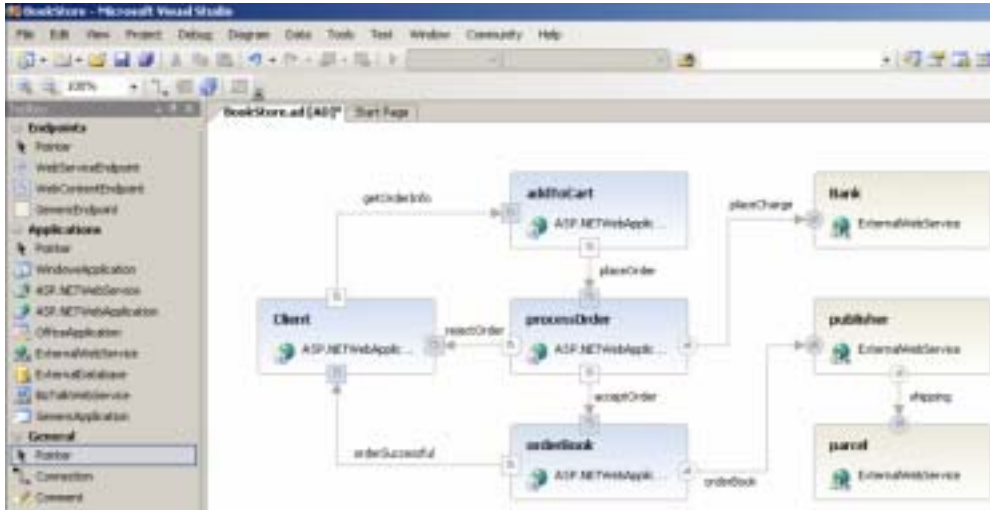 BookStore - Microsoft Visual Studio
File Edit View Project Debug Diagram Data Tools Test Window Community Help
100%
Toolbox
BookStore.ad [AD]* Start Page
Endpoints
Pointer
WebServiceEndpoint
WebContentEndpoint
GenericEndpoint
Applications
Pointer
WindowsApplication
ASP.NETWebService
ASP.NETWebApplication
OfficeApplication
ExternalWebService
ExternalDatabase
BizTalkWebService
GenericApplication
General
Pointer
Connection
Comment
getOrderInfo
addToCart
ASP.NETWebApplic...
placeCharge
Bank
ExternalWebService
placeOrder
Client
ASP.NETWebApplic...
rejectOrder
processOrder
ASP.NETWebApplic...
publisher
ExternalWebService
acceptOrder
shipping
orderSuccessful
orderBook
ASP.NETWebApplic...
orderBook
parcel
ExternalWebService